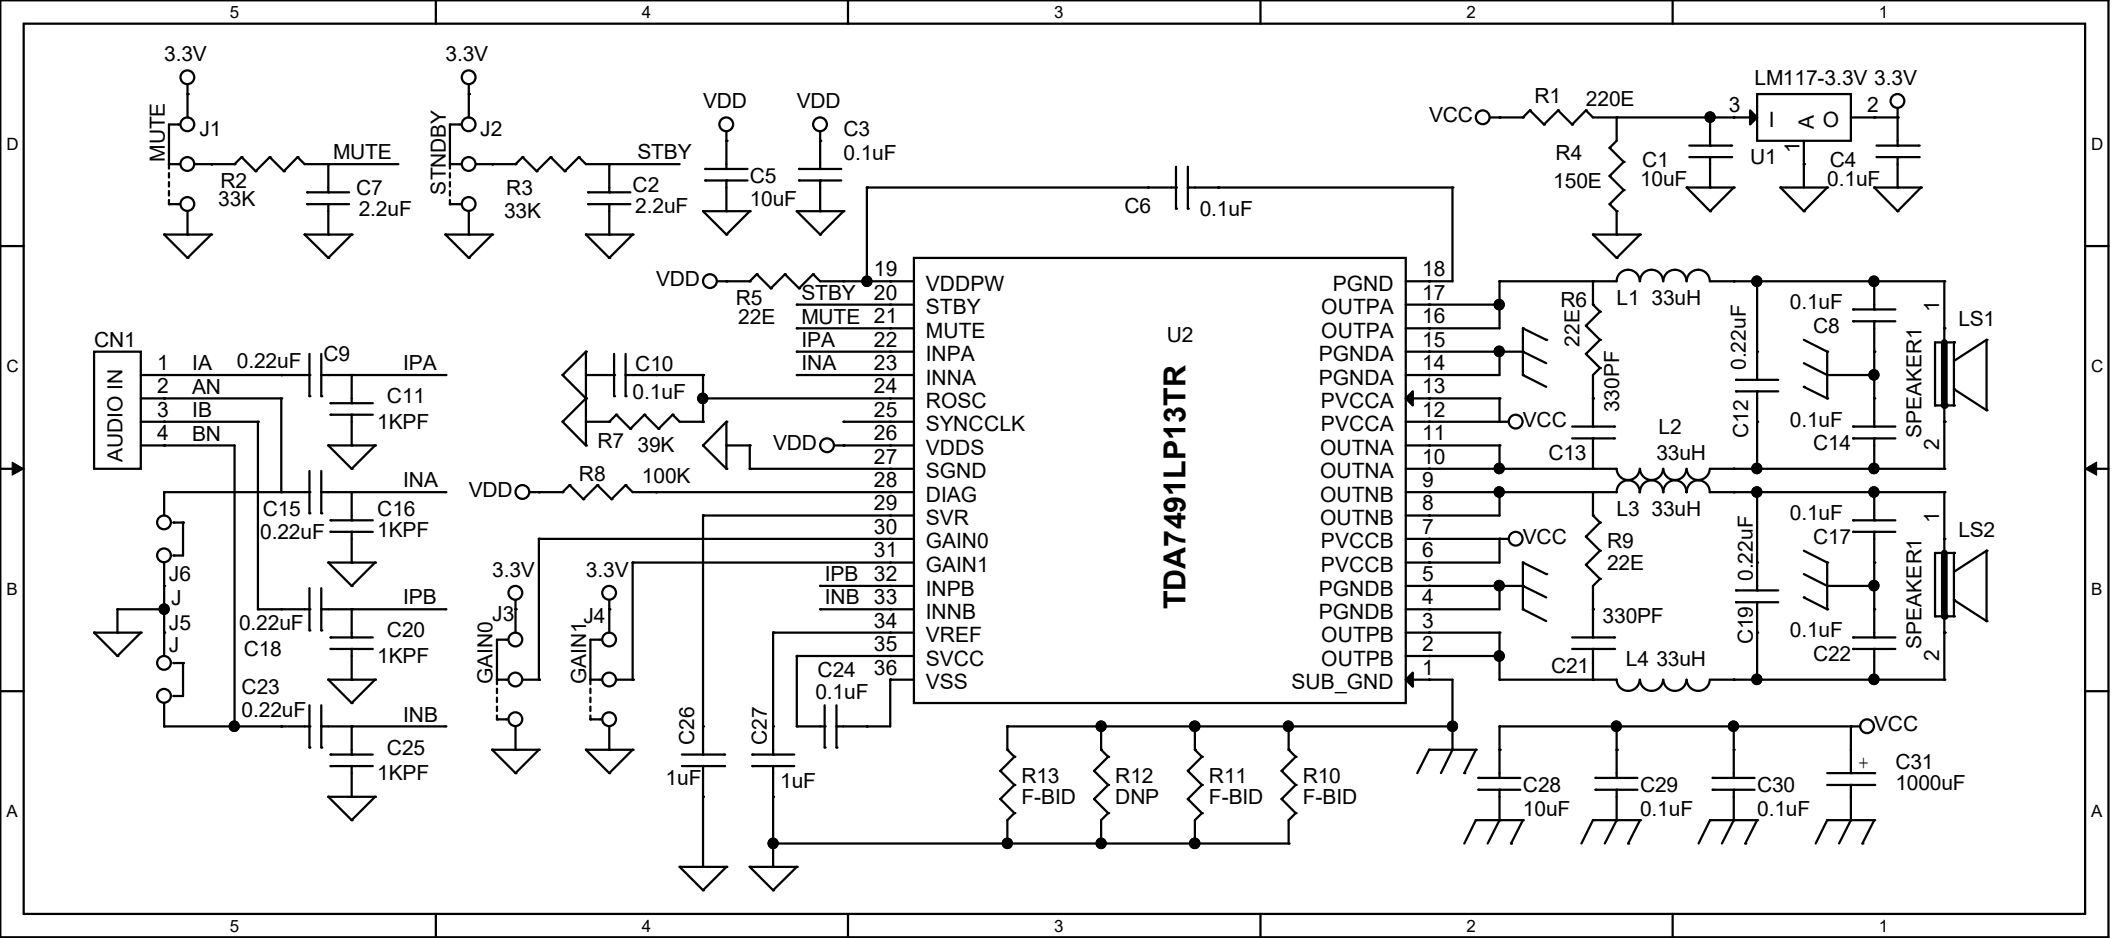 5 4 3 2 1
D
C
B
A
3.3V
MUTE
J1
R2
33K
MUTE
C7
2.2uF
3.3V
STNDBY
J2
R3
33K
STBY
C2
2.2uF
VDD
C5
10uF
VDD
C3
0.1uF
C6
0.1uF
VCC
R1
220E
R4
150E
C1
10uF
LM117-3.3V
3.3V
3
I
A
O
2
1
U1
C4
0.1uF
CN1
AUDIO IN
1 IA
2 AN
3 IB
4 BN
0.22uF
C9
IPA
C11
1KPF
INA
C15
0.22uF
C16
1KPF
J6
J
J5
J
IPB
0.22uF
C18
C20
1KPF
INB
C23
0.22uF
C25
1KPF
VDD
R5
22E
STBY
MUTE
IPA
INA
C10
0.1uF
R7
39K
VDD
VDD
R8
100K
3.3V
J3
GAIN0
3.3V
J4
GAIN1
IPB
INB
C24
0.1uF
C26
1uF
C27
1uF
U2
TDA7491LP13TR
19 VDDPW
20 STBY
21 MUTE
22 INPA
23 INNA
24 ROSC
25 SYNCCLK
26 VDDS
27 SGND
28 DIAG
29 SVR
30 GAIN0
31 GAIN1
32 INPB
33 INNB
34 VREF
35 SVCC
36 VSS
PGND 18
OUTPA 17
OUTPA 16
PGNDA 15
PGNDA 14
PVCCA 13
PVCCA 12
OUTNA 11
OUTNA 10
OUTNB 9
OUTNB 8
PVCCB 7
PVCCB 6
PGNDB 5
PGNDB 4
OUTPB 3
OUTPB 2
SUB_GND 1
VCC
VCC
R6
22E
330PF
C13
L1 33uH
L2
33uH
L3 33uH
R9
22E
330PF
C21
L4 33uH
0.22uF
C12
0.1uF
C8
0.1uF
C14
SPEAKER1
1
2
LS1
0.22uF
C19
0.1uF
C17
0.1uF
C22
SPEAKER1
1
2
LS2
R13
F-BID
R12
DNP
R11
F-BID
R10
F-BID
VCC
C28
10uF
C29
0.1uF
C30
0.1uF
+
C31
1000uF
D
C
B
A
5 4 3 2 1